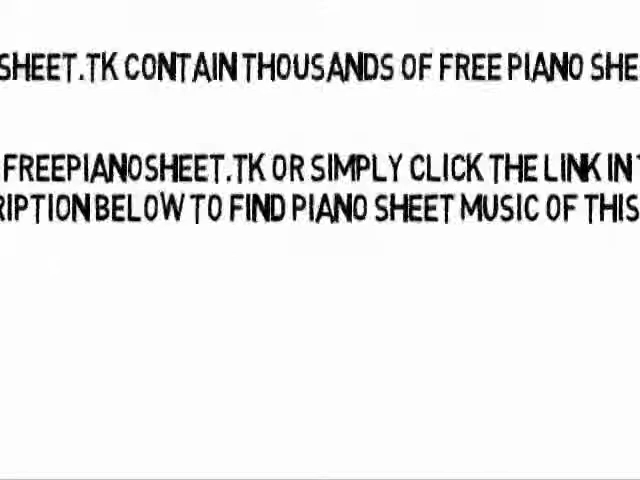 SHEET.TK CONTAIN THOUSANDS OF FREE PIANO SHE
FREEPIANOSHEET.TK OR SIMPLY CLICK THE LINK IN
RIPTION BELOW TO FIND PIANO SHEET MUSIC OF THIS